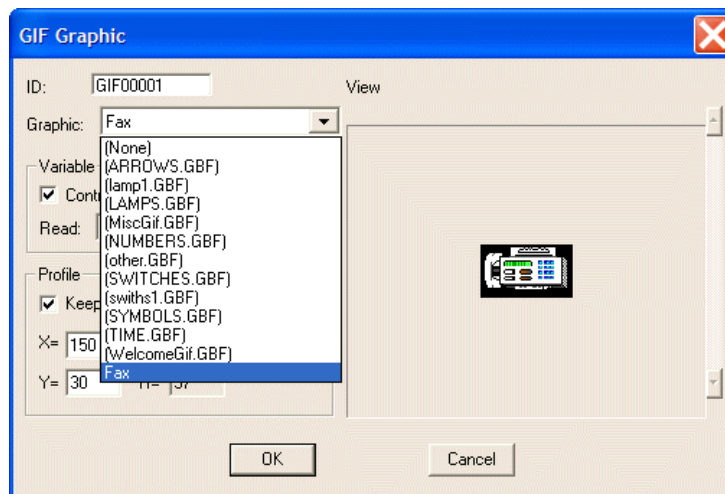 GIF Graphic
ID: GIF00001
View
Graphic: Fax
(None)
(ARROWS.GBF)
(lamp1.GBF)
(LAMPS.GBF)
(MiscGif.GBF)
(NUMBERS.GBF)
(other.GBF)
(SWITCHES.GBF)
(swiths1.GBF)
(SYMBOLS.GBF)
(TIME.GBF)
(WelcomeGif.GBF)
Fax
Variable
Read:
Profile
Keep
X= 150
Y= 30
OK
Cancel